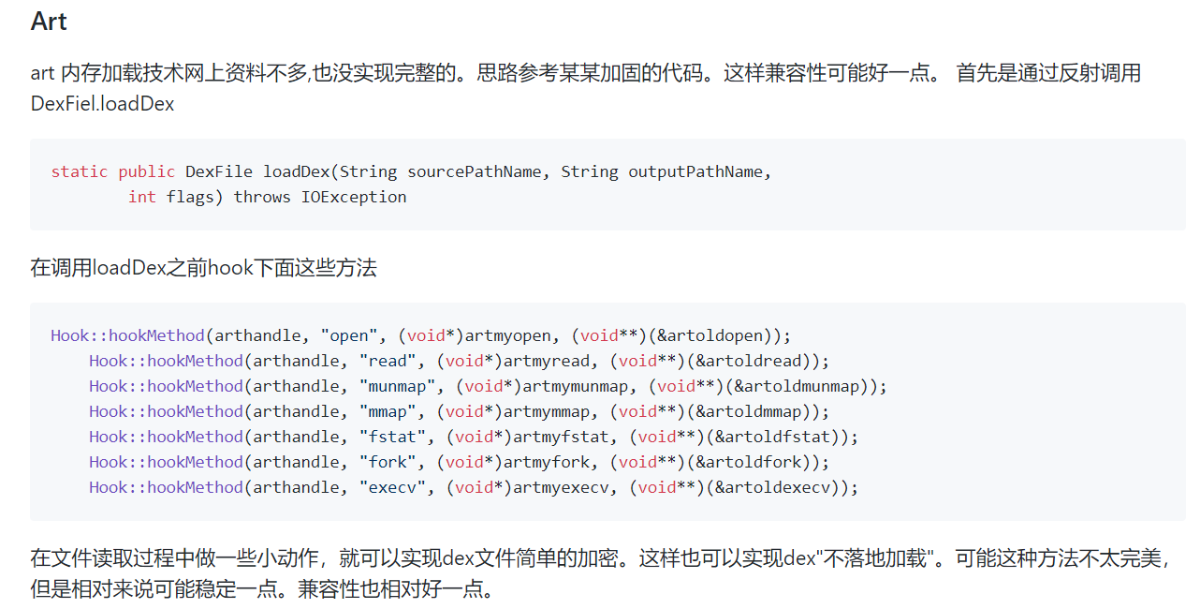 Art
art 内存加载技术网上资料不多,也没实现完整的。思路参考某某加固的代码。这样兼容性可能好一点。 首先是通过反射调用
DexFiel.loadDex
static public DexFile loadDex(String sourcePathName, String outputPathName,
int flags) throws IOException
在调用loadDex之前hook下面这些方法
Hook::hookMethod(arthandle, "open", (void*)artmyopen, (void**)(&artoldopen));
Hook::hookMethod(arthandle, "read", (void*)artmyread, (void**)(&artoldread));
Hook::hookMethod(arthandle, "munmap", (void*)artmymunmap, (void**)(&artoldmunmap));
Hook::hookMethod(arthandle, "mmap", (void*)artmymmap, (void**)(&artoldmmap));
Hook::hookMethod(arthandle, "fstat", (void*)artmyfstat, (void**)(&artoldfstat));
Hook::hookMethod(arthandle, "fork", (void*)artmyfork, (void**)(&artoldfork));
Hook::hookMethod(arthandle, "execv", (void*)artmyexecv, (void**)(&artoldexecv));
在文件读取过程中做一些小动作，就可以实现dex文件简单的加密。这样也可以实现dex"不落地加载"。可能这种方法不太完美，
但是相对来说可能稳定一点。兼容性也相对好一点。